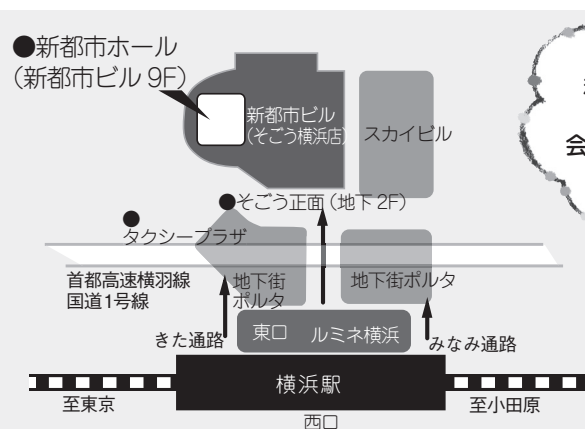 ●新都市ホール
(新都市ビル 9F)
新都市ビル
(そごう横浜店)
スカイビル
会
●そごう正面(地下 2F)
●
タクシープラザ
首都高速横羽線
国道1号線
地下街
ポルタ
地下街ポルタ
きた通路
東口
ルミネ横浜
みなみ通路
横浜駅
至東京
至小田原
西口